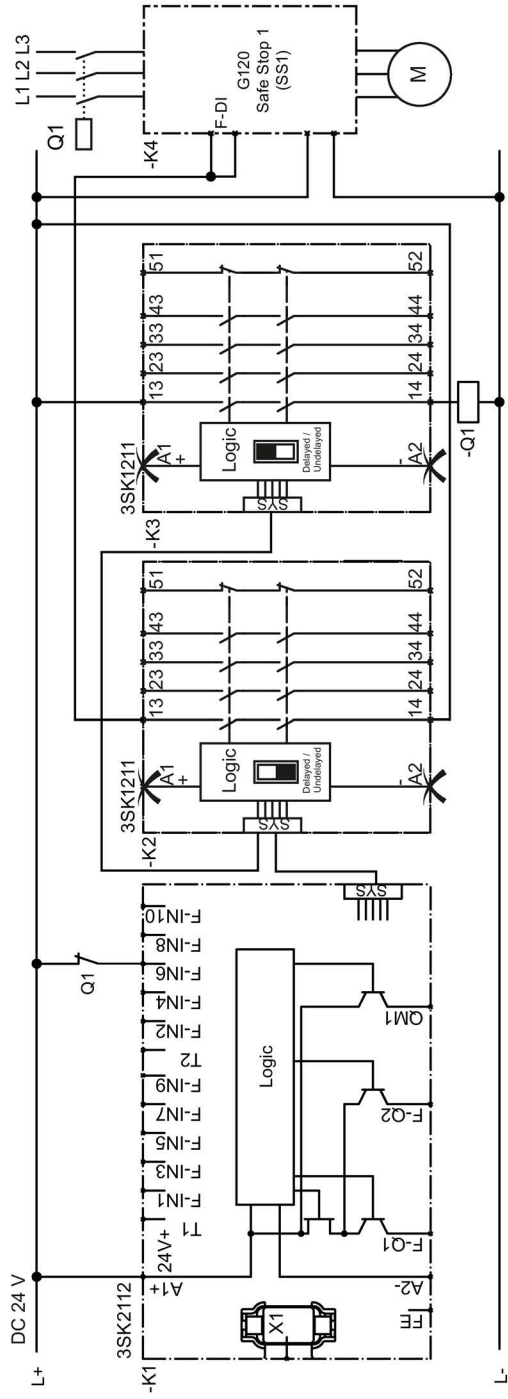 DC 24 V
L+
L-
3SK2112
-K1
A1+
24V+
T1
F-IN1
F-IN3
F-IN5
F-IN7
F-IN9
T2
F-IN2
F-IN4
F-IN6
F-IN8
F-IN10
Q1
X1
Logic
FE
A2-
F-Q1
F-Q2
QM1
SYS
3SK1211
-K2
A1
+
13
23
33
43
51
Logic
SYS
SYS
Delayed /
Undelayed
-
A2
14
24
34
44
52
3SK1211
-K3
A1
+
13
23
33
43
51
Logic
SYS
SYS
Delayed /
Undelayed
-
A2
14
24
34
44
52
-Q1
-K4
F-DI
G120
Safe Stop 1
(SS1)
Q1
L1 L2 L3
M